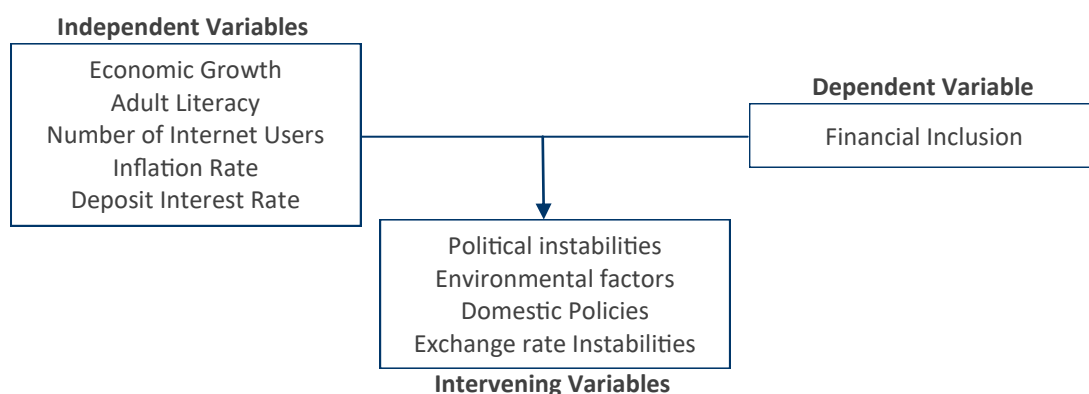 Independent Variables
Economic Growth
Adult Literacy
Number of Internet Users
Inflation Rate
Deposit Interest Rate
Dependent Variable
Financial Inclusion
Political instabilities
Environmental factors
Domestic Policies
Exchange rate Instabilities
Intervening Variables